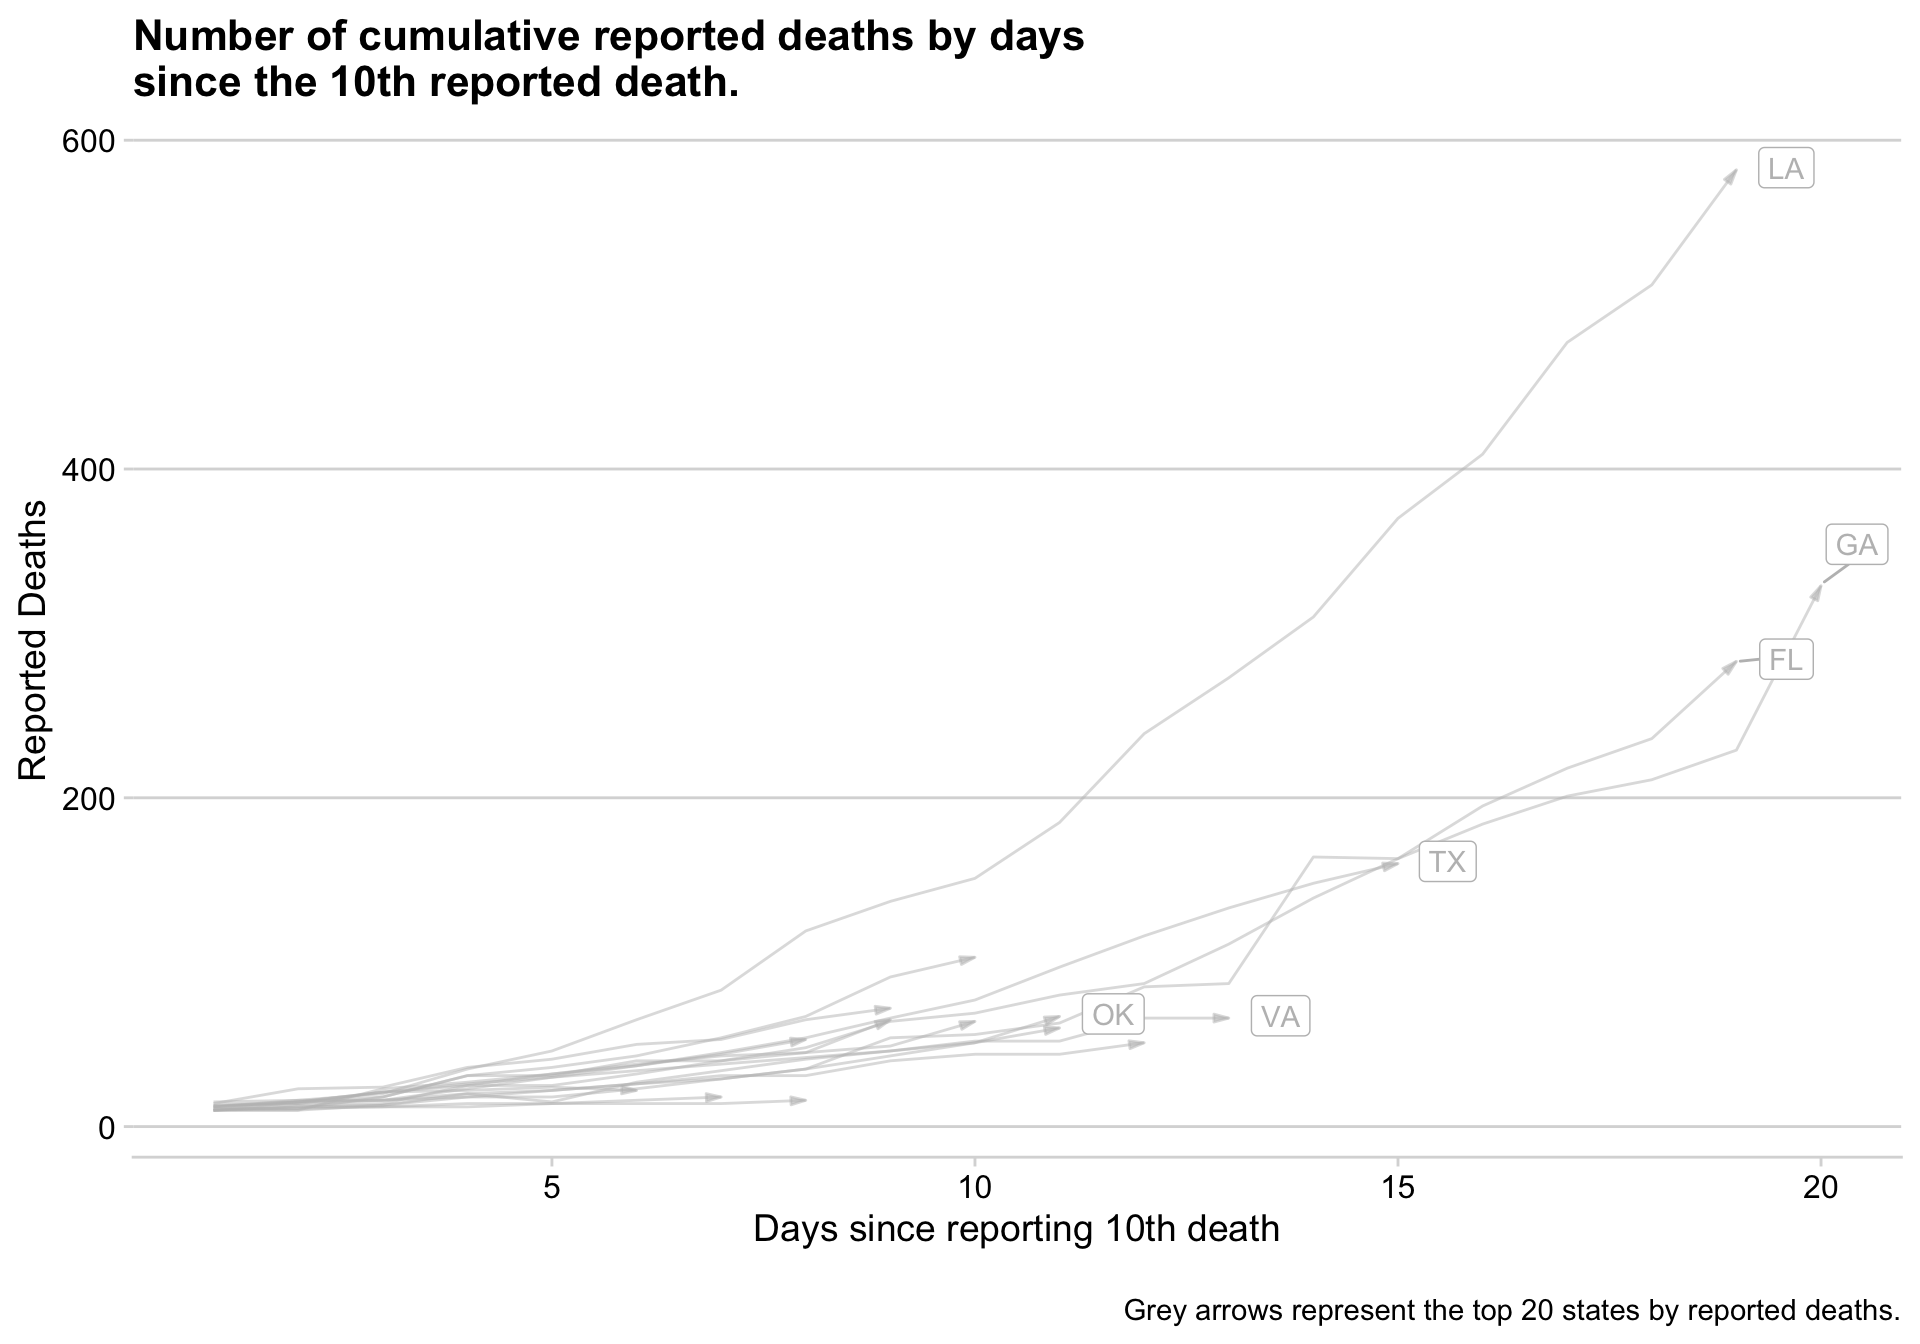 Number of cumulative reported deaths by days
since the 10th reported death.
600
LA
400
GA
FL
200
TX
OK
VA
0
Reported Deaths
5
10
15
20
Days since reporting 10th death
Grey arrows represent the top 20 states by reported deaths.